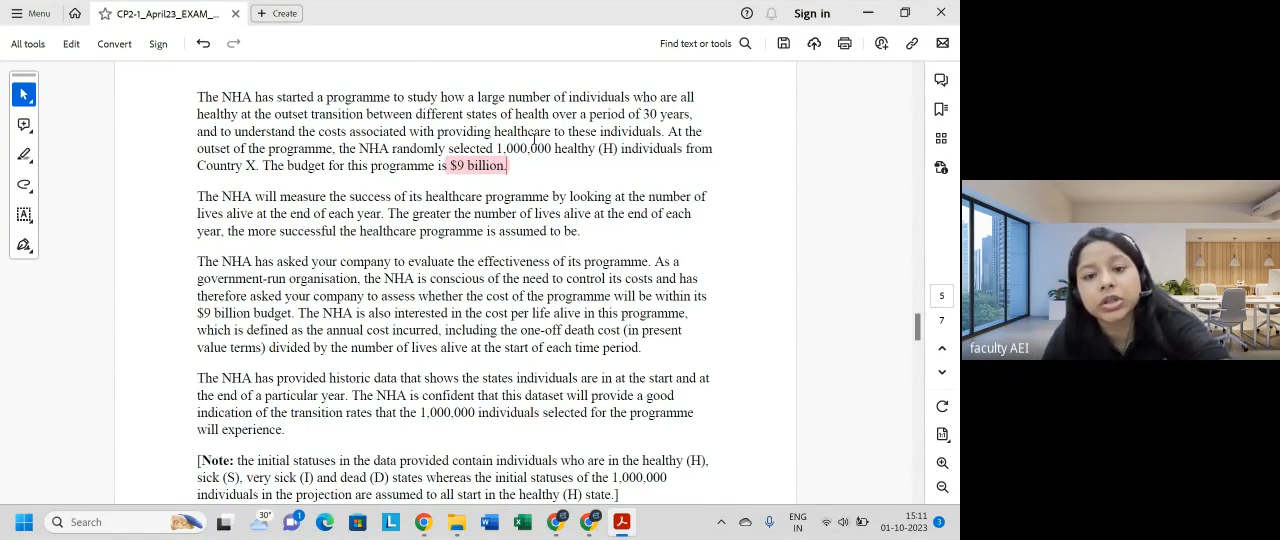 Menu
CP2-1_April23_EXAM_...
Create
Sign in
All tools
Edit
Convert
Sign
Find text or tools
The NHA has started a programme to study how a large number of individuals who are all
healthy at the outset transition between different states of health over a period of 30 years,
and to understand the costs associated with providing healthcare to these individuals. At the
outset of the programme, the NHA randomly selected 1,000,000 healthy (H) individuals from
Country X. The budget for this programme is $9 billion.
The NHA will measure the success of its healthcare programme by looking at the number of
lives alive at the end of each year. The greater the number of lives alive at the end of each
year, the more successful the healthcare programme is assumed to be.
The NHA has asked your company to evaluate the effectiveness of its programme. As a
government-run organisation, the NHA is conscious of the need to control its costs and has
therefore asked your company to assess whether the cost of the programme will be within its
$9 billion budget. The NHA is also interested in the cost per life alive in this programme,
which is defined as the annual cost incurred, including the one-off death cost (in present
value terms) divided by the number of lives alive at the start of each time period.
The NHA has provided historic data that shows the states individuals are in at the start and at
the end of a particular year. The NHA is confident that this dataset will provide a good
indication of the transition rates that the 1,000,000 individuals selected for the programme
will experience.
[Note: the initial statuses in the data provided contain individuals who are in the healthy (H),
sick (S), very sick (I) and dead (D) states whereas the initial statuses of the 1,000,000
individuals in the projection are assumed to all start in the healthy (H) state.]
5
7
faculty AEI
Search
30°
1
ENG
IN
15:11
01-10-2023
3